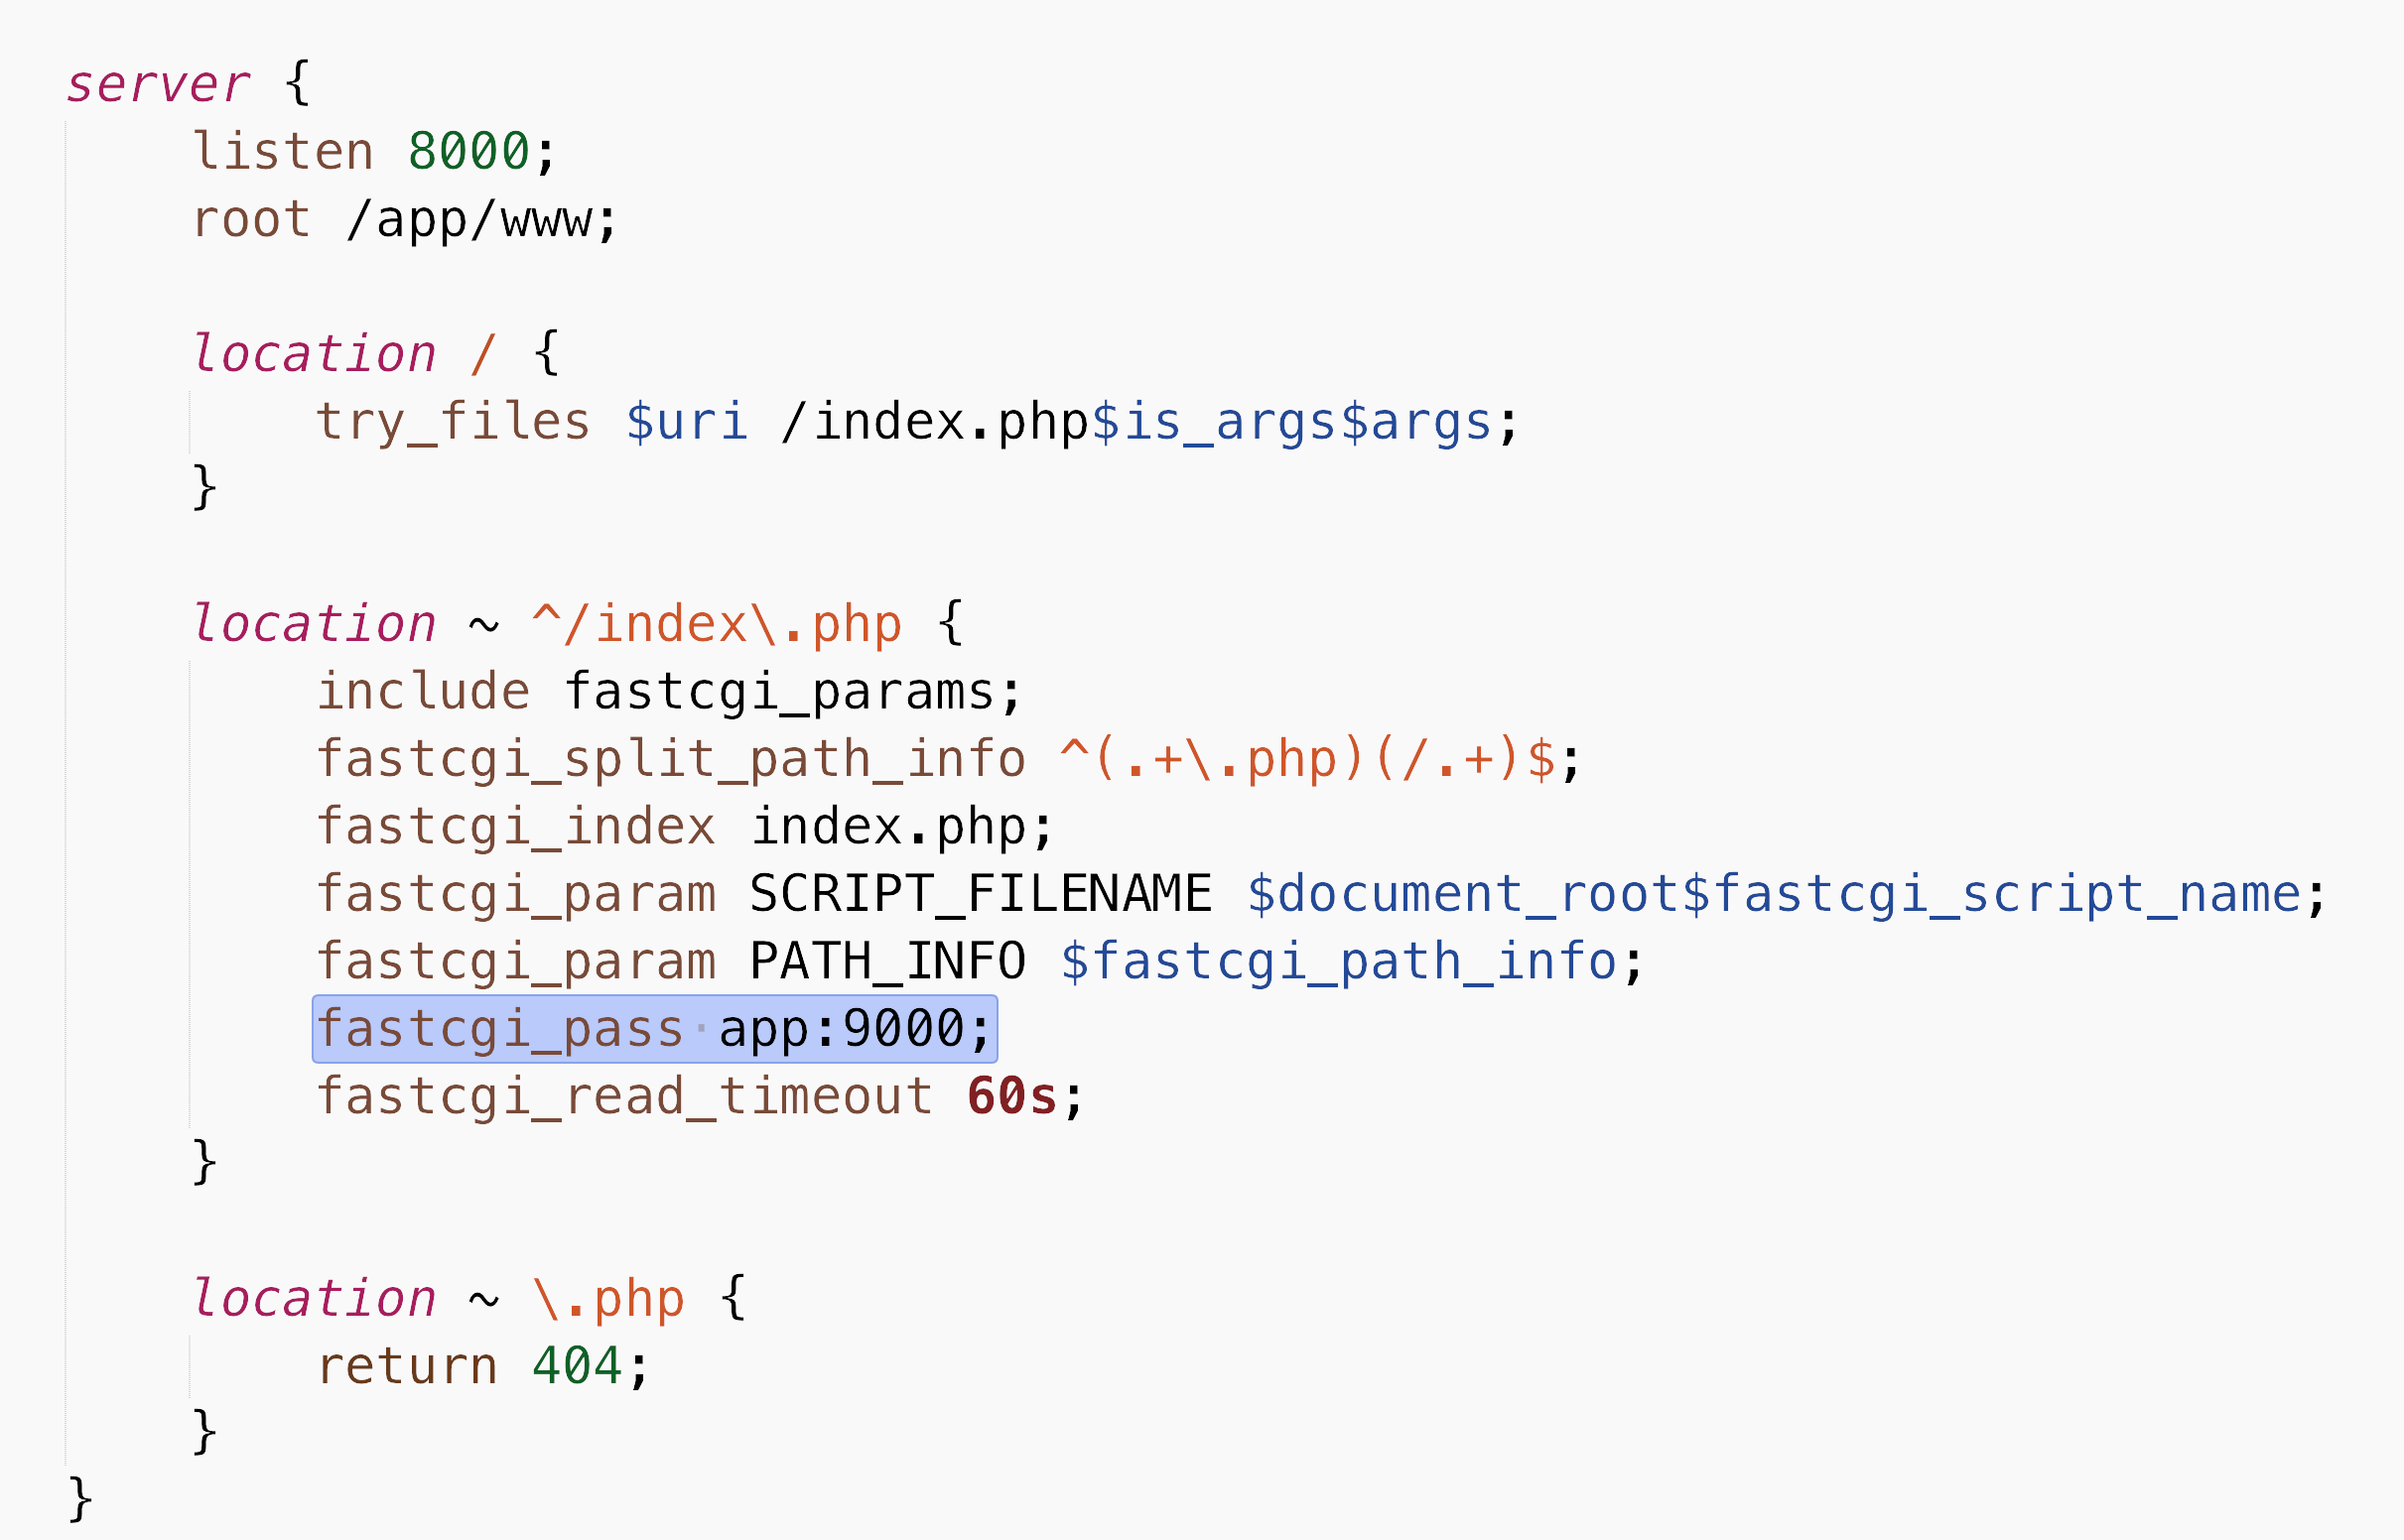 server {
    listen 8000;
    root /app/www;

    location / {
        try_files $uri /index.php$is_args$args;
    }

    location ~ ^/index\.php {
        include fastcgi_params;
        fastcgi_split_path_info ^(.+\.php)(/.+)$;
        fastcgi_index index.php;
        fastcgi_param SCRIPT_FILENAME $document_root$fastcgi_script_name;
        fastcgi_param PATH_INFO $fastcgi_path_info;
        fastcgi_pass app:9000;
        fastcgi_read_timeout 60s;
    }

    location ~ \.php {
        return 404;
    }
}